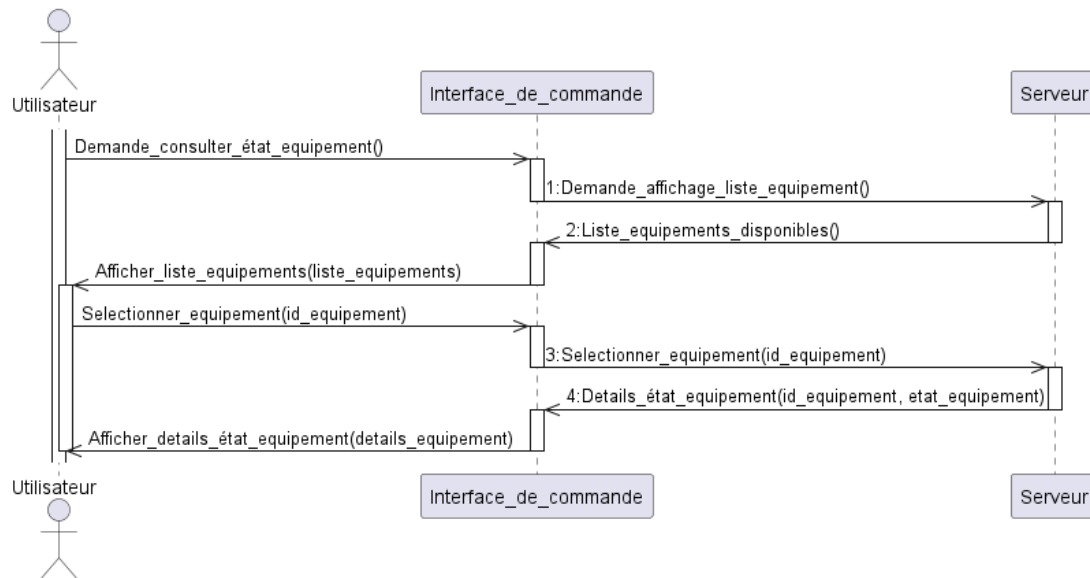 Utilisateur
Interface_de_commande
Serveur
Demande_consulter_état_equipement()
1:Demande_affichage_liste_equipement()
2:Liste_equipements_disponibles()
Afficher_liste_equipements(liste_equipements)
Selectionner_equipement(id_equipement)
3:Selectionner_equipement(id_equipement)
4:Details_état_equipement(id_equipement, etat_equipement)
Afficher_details_état_equipement(details_equipement)
Utilisateur
Interface_de_commande
Serveur